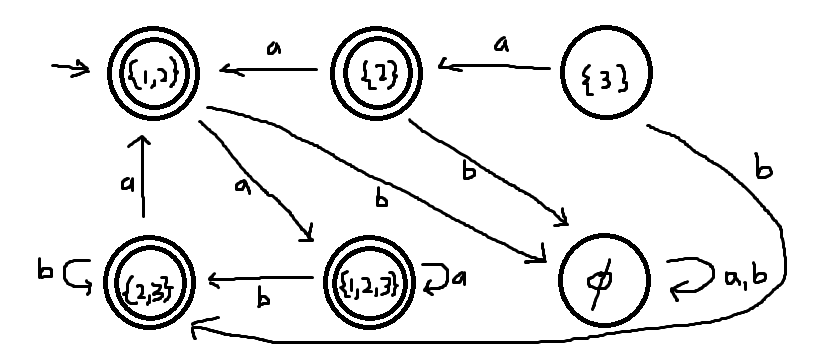 a a
{1,2} {2} {3}
b b
a a b
b {2,3} b {1,2,3} a ϕ a,b